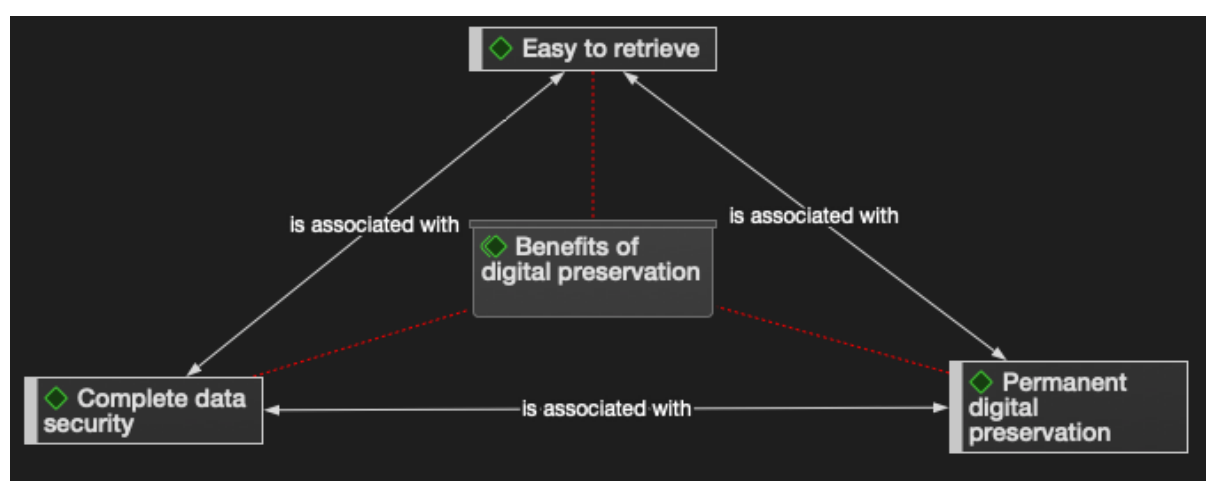 Easy to retrieve
is associated with
is associated with
Benefits of
digital preservation
Complete data
security
is associated with
Permanent
digital
preservation